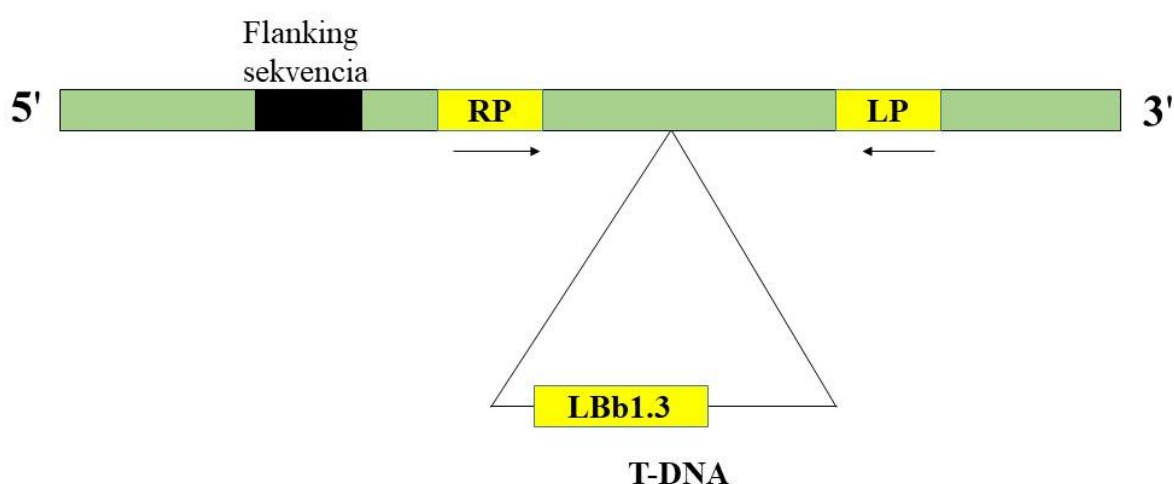 Flanking
sekvencia
5' RP LP 3'
LBb1.3
T-DNA